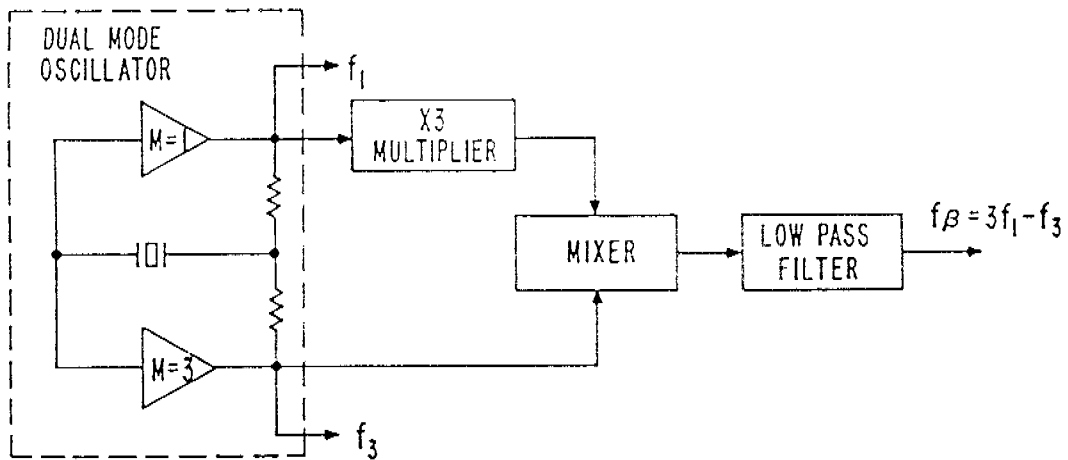 DUAL MODE
OSCILLATOR
f₁
M=1
X3
MULTIPLIER
MIXER
LOW PASS
FILTER
fβ=3f₁-f₃
M=3
f₃